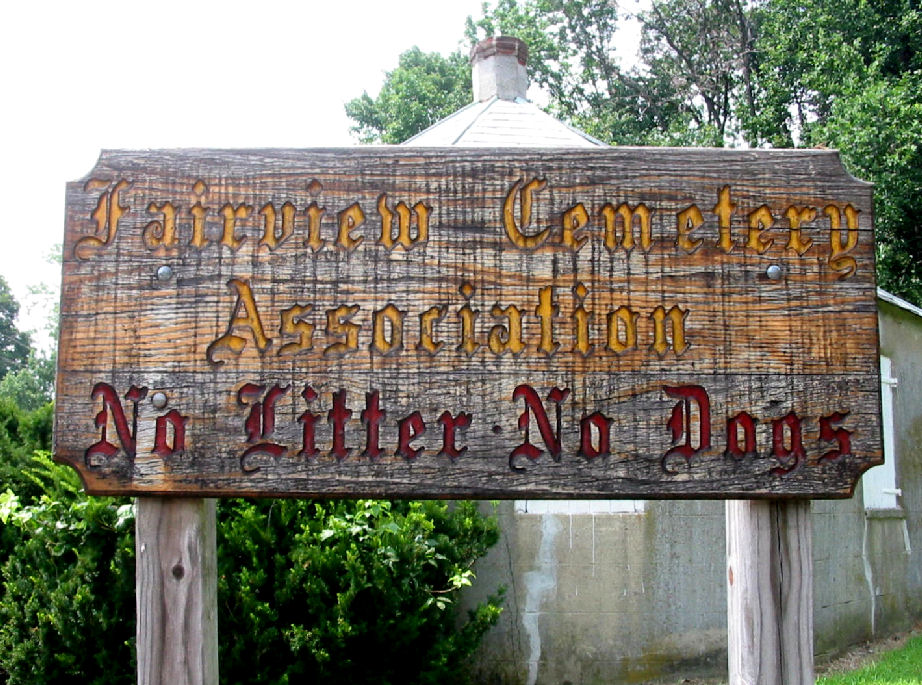 Fairview Cemetery
Association
No Litter · No Dogs